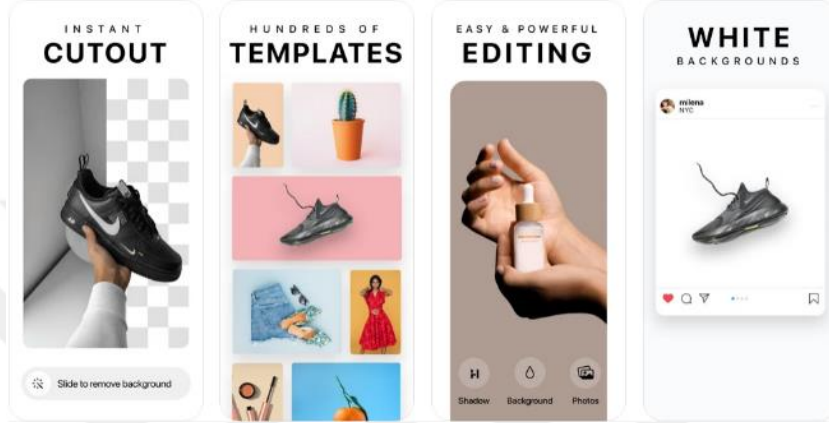 INSTANT
CUTOUT
Slide to remove background
HUNDREDS OF
TEMPLATES
EASY & POWERFUL
EDITING
Shadow
Background
Photos
WHITE
BACKGROUNDS
milena
NYC